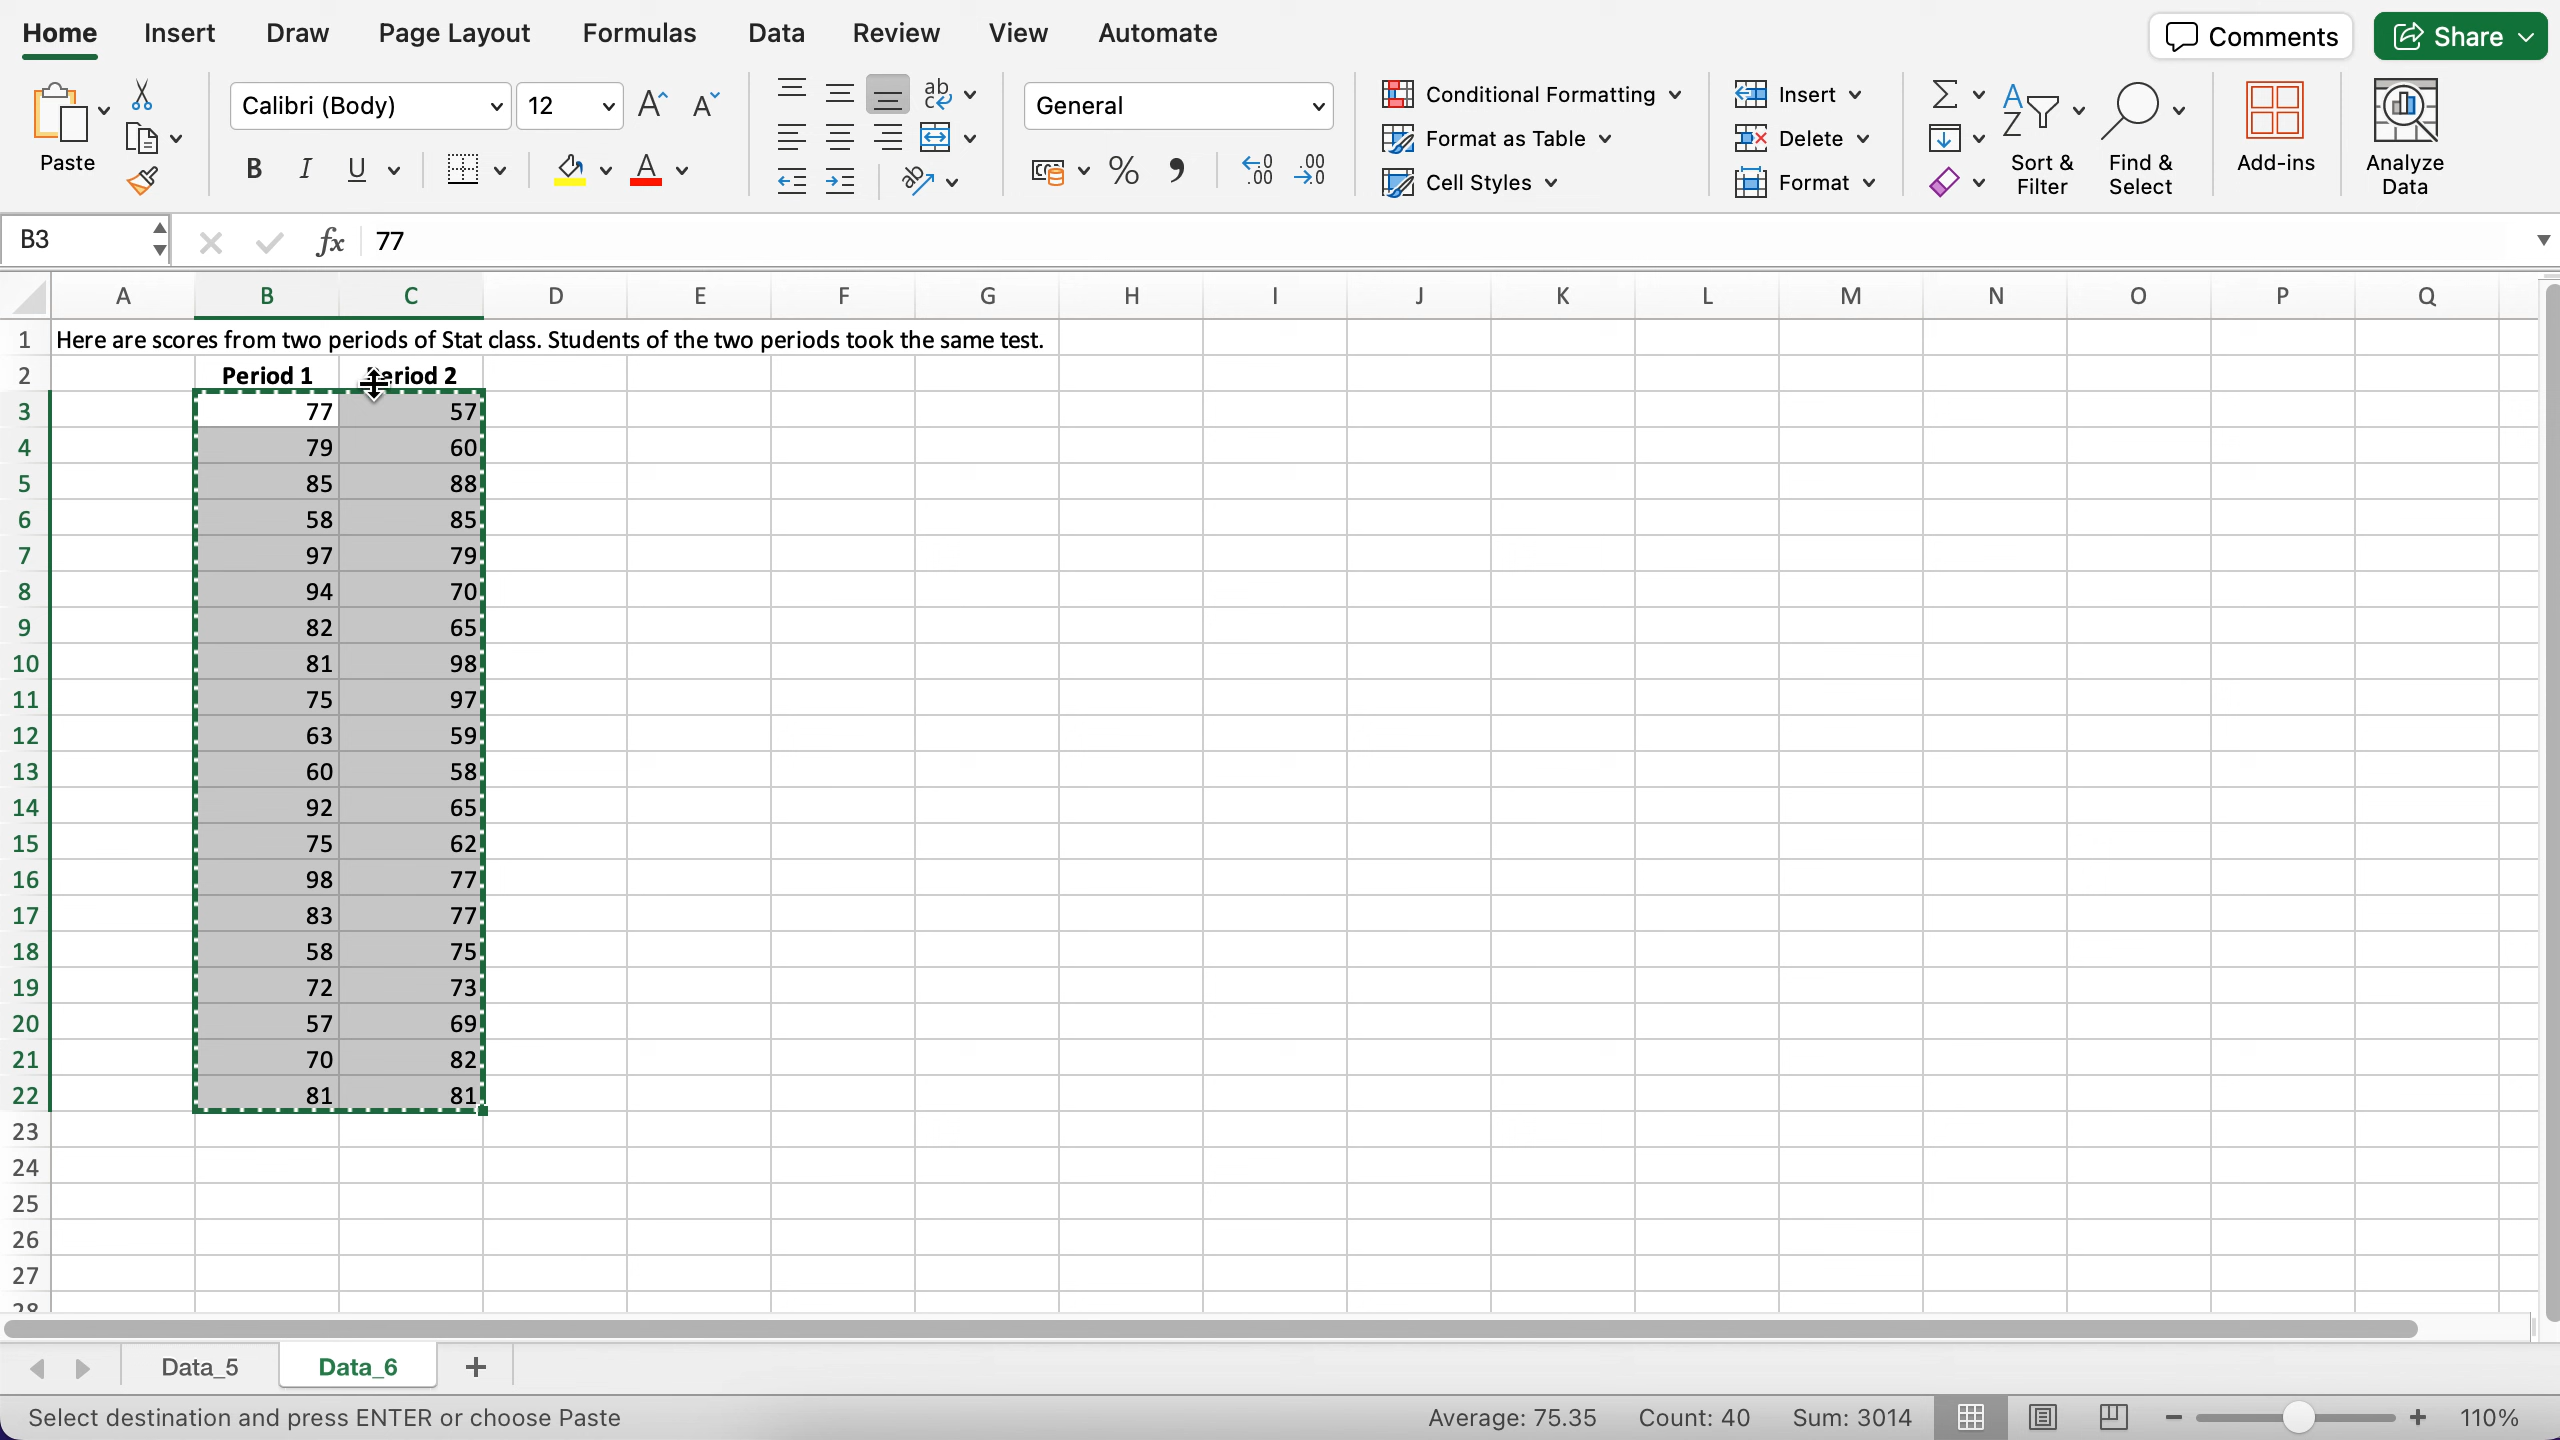 Home Insert Draw Page Layout Formulas Data Review View Automate Comments Share
Paste
Calibri (Body) 12
B I U A
ab c
General
% , .00 .00
Conditional Formatting
Format as Table
Cell Styles
Insert
Delete
Format
A Z
Sort & Filter
Find & Select
Add-ins
Analyze Data
B3 fx 77
A B C D E F G H I J K L M N O P Q
1 Here are scores from two periods of Stat class. Students of the two periods took the same test.
2 Period 1 Period 2
3 77 57
4 79 60
5 85 88
6 58 85
7 97 79
8 94 70
9 82 65
10 81 98
11 75 97
12 63 59
13 60 58
14 92 65
15 75 62
16 98 77
17 83 77
18 58 75
19 72 73
20 57 69
21 70 82
22 81 81
23
24
25
26
27
28
Data_5 Data_6 +
Select destination and press ENTER or choose Paste Average: 75.35 Count: 40 Sum: 3014 110%